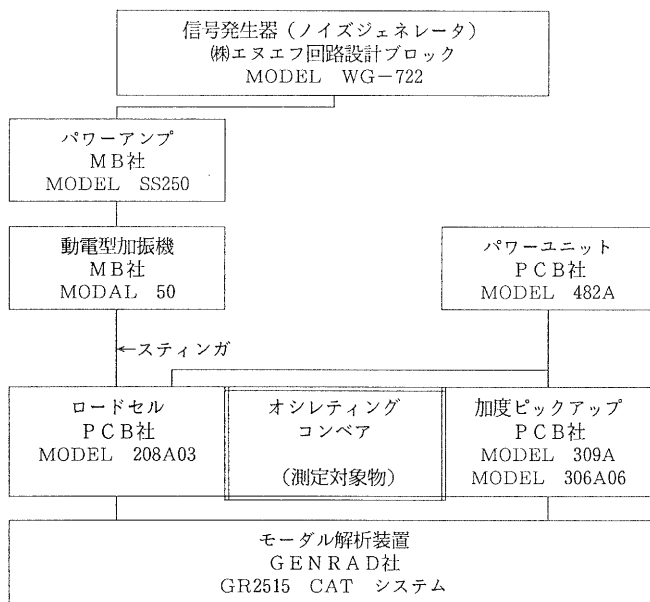 信号発生器（ノイズジェネレータ）
㈱エヌエフ回路設計ブロック
MODEL WG－722
パワーアンプ
ＭＢ社
MODEL SS250
動電型加振機
ＭＢ社
MODAL 50
パワーユニット
ＰＣＢ社
MODEL 482A
←スティンガ
ロードセル
ＰＣＢ社
MODEL 208A03
オシレティング
コンベア
（測定対象物）
加度ピックアップ
ＰＣＢ社
MODEL 309A
MODEL 306A06
モーダル解析装置
ＧＥＮＲＡＤ社
GR2515 CAT システム